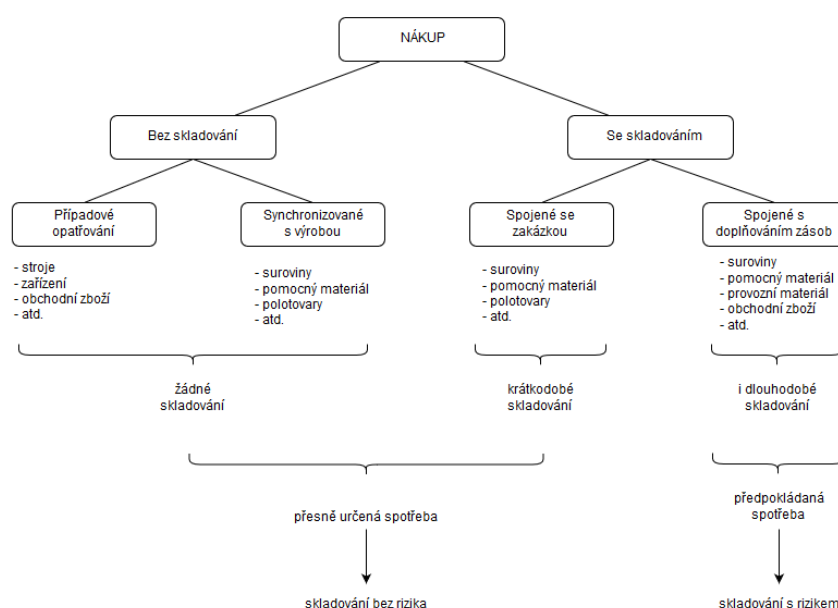 NÁKUP
Bez skladování
Se skladováním
Případové
opatřování
Synchronizované
s výrobou
Spojené se
zakázkou
Spojené s
doplňováním zásob
- stroje
- zařízení
- obchodní zboží
- atd.
- suroviny
- pomocný materiál
- polotovary
- atd.
- suroviny
- pomocný materiál
- polotovary
- atd.
- suroviny
- pomocný materiál
- provozní materiál
- obchodní zboží
- atd.
žádné
skladování
krátkodobé
skladování
i dlouhodobé
skladování
přesně určená spotřeba
předpokládaná
spotřeba
skladování bez rizika
skladování s rizikem